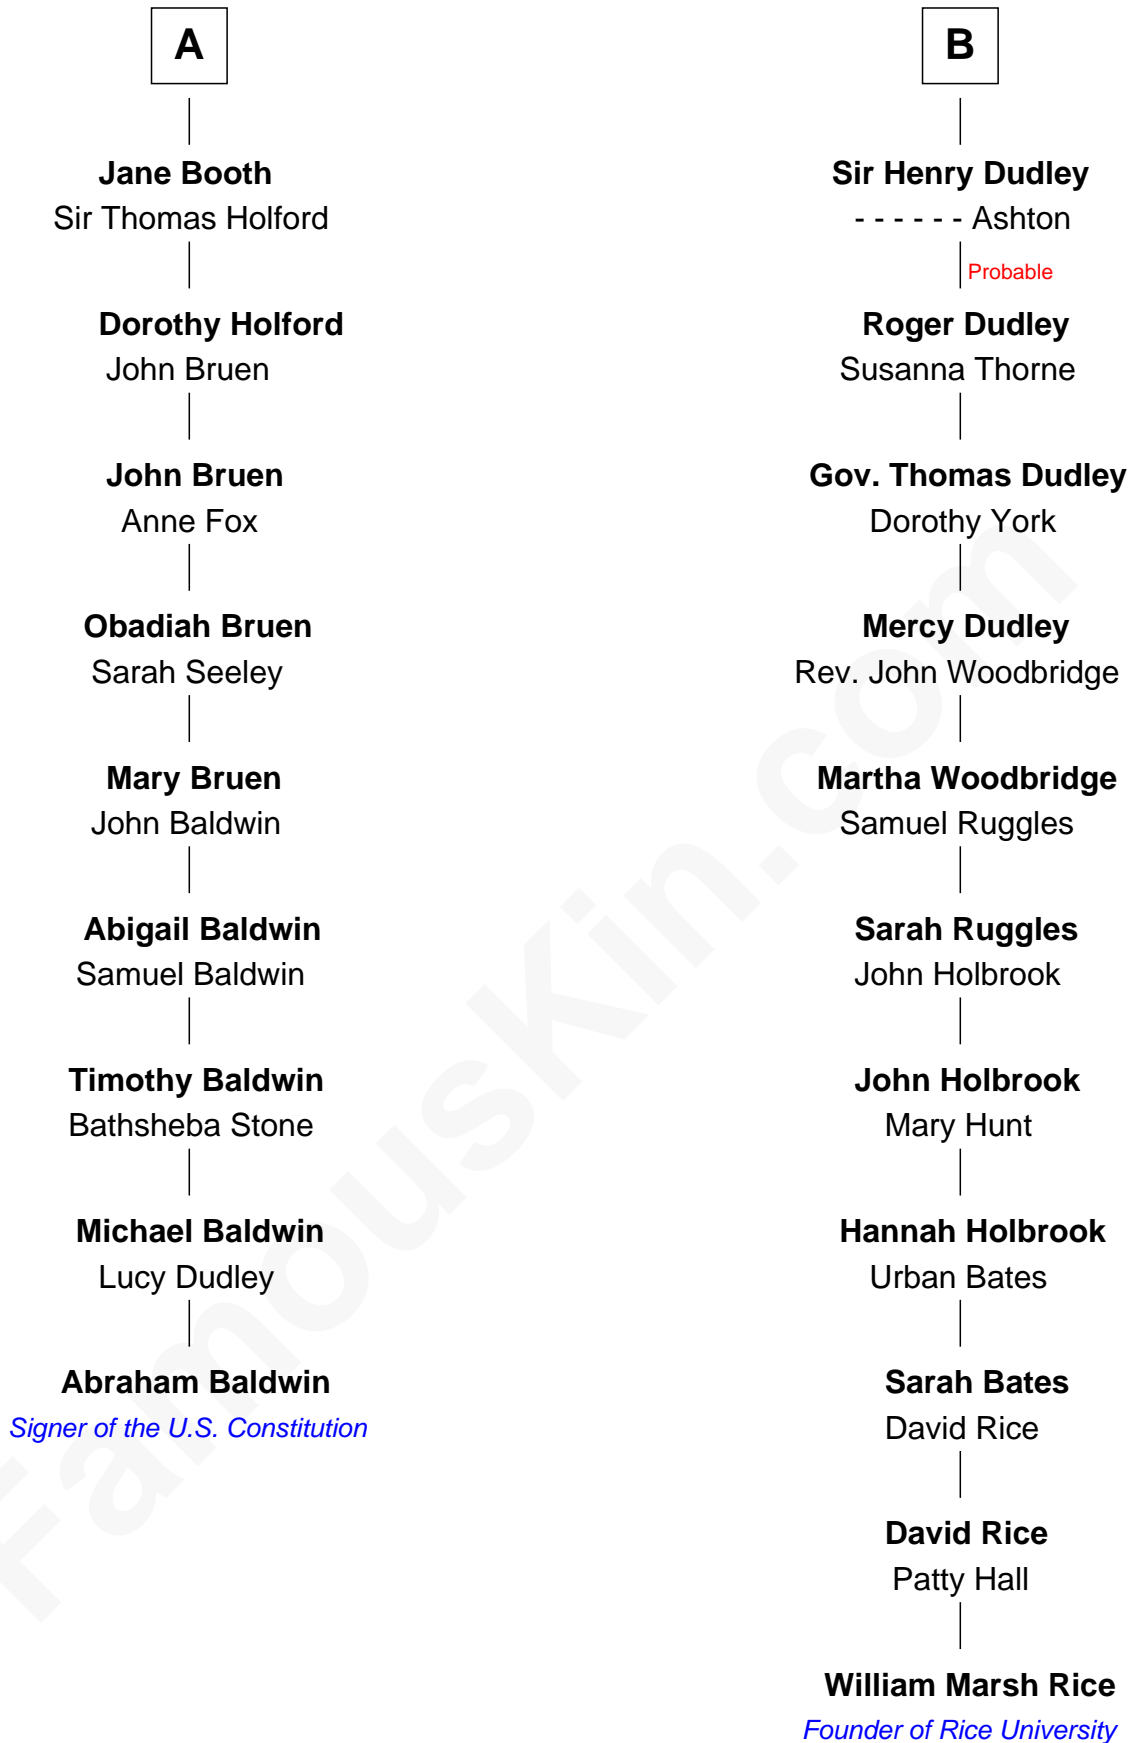 A
Jane Booth
Sir Thomas Holford
Dorothy Holford
John Bruen
John Bruen
Anne Fox
Obadiah Bruen
Sarah Seeley
Mary Bruen
John Baldwin
Abigail Baldwin
Samuel Baldwin
Timothy Baldwin
Bathsheba Stone
Michael Baldwin
Lucy Dudley
Abraham Baldwin
Signer of the U.S. Constitution
B
Sir Henry Dudley
- - - - - - Ashton
Probable
Roger Dudley
Susanna Thorne
Gov. Thomas Dudley
Dorothy York
Mercy Dudley
Rev. John Woodbridge
Martha Woodbridge
Samuel Ruggles
Sarah Ruggles
John Holbrook
John Holbrook
Mary Hunt
Hannah Holbrook
Urban Bates
Sarah Bates
David Rice
David Rice
Patty Hall
William Marsh Rice
Founder of Rice University
FamousKin.com